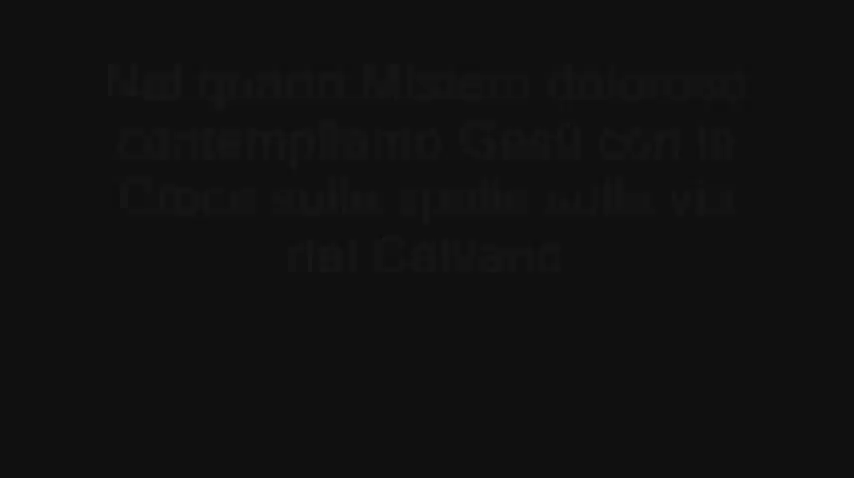 Nel quarto Mistero doloroso
contempliamo Gesù con la
Croce sulle spalle sulla via
del Calvario